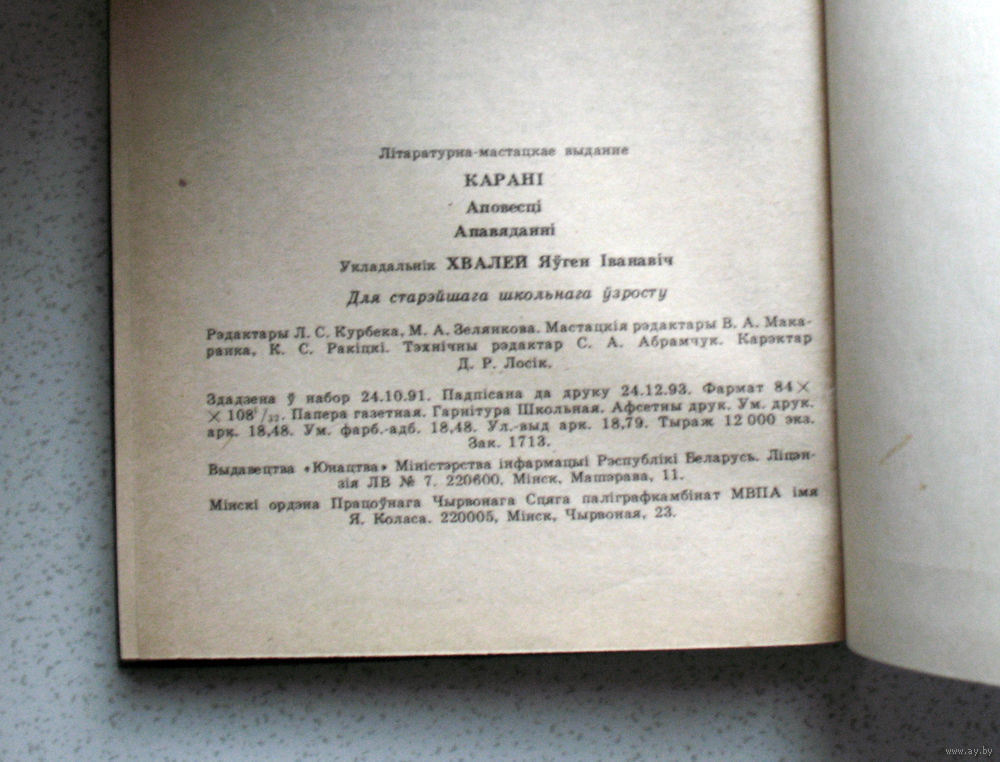 Літаратурна-мастацкае выданне
КАРАНІ
Аповесці
Апавяданні
Укладальнік ХВАЛЕЙ Яўген Іванавіч
Для старэйшага школьнага ўзросту
Рэдактары Л. С. Курбека, М. А. Зелянкова. Мастацкія рэдактары В. А. Мака-
ранка, К. С. Ракіцкі. Тэхнічны рэдактар С. А. Абрамчук. Карэктар
Д. Р. Лосік.
Здадзена ў набор 24.10.91. Падпісана да друку 24.12.93. Фармат 84×
×108¹/₃₂. Папера газетная. Гарнітура Школьная. Афсетны друк. Ум. друк.
арк. 18,48. Ум. фарб.-адб. 18,48. Ул.-выд арк. 18,79. Тыраж 12 000 экз.
Зак. 1713.
Выдавецтва «Юнацтва» Міністэрства інфармацыі Рэспублікі Беларусь. Ліцэн-
зія ЛВ № 7. 220600, Мінск, Машэрава, 11.
Мінскі ордэна Працоўнага Чырвонага Сцяга паліграфкамбінат МВПА імя
Я. Коласа. 220005, Мінск, Чырвоная, 23.
www.ay.by